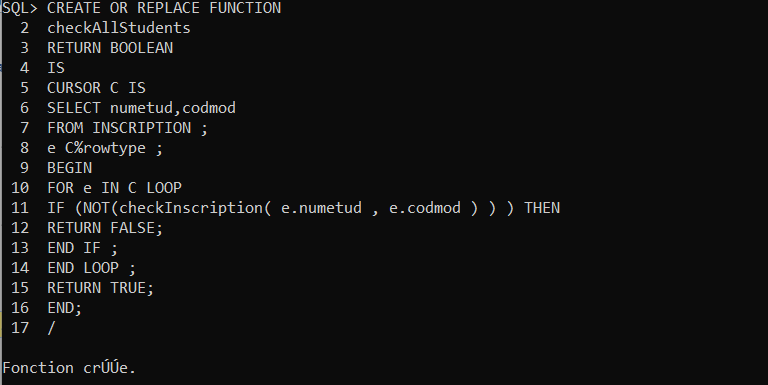 SQL> CREATE OR REPLACE FUNCTION
2 checkAllStudents
3 RETURN BOOLEAN
4 IS
5 CURSOR C IS
6 SELECT numetud,codmod
7 FROM INSCRIPTION ;
8 e C%rowtype ;
9 BEGIN
10 FOR e IN C LOOP
11 IF (NOT(checkInscription( e.numetud , e.codmod ) ) ) THEN
12 RETURN FALSE;
13 END IF ;
14 END LOOP ;
15 RETURN TRUE;
16 END;
17 /
Fonction crÚÚe.